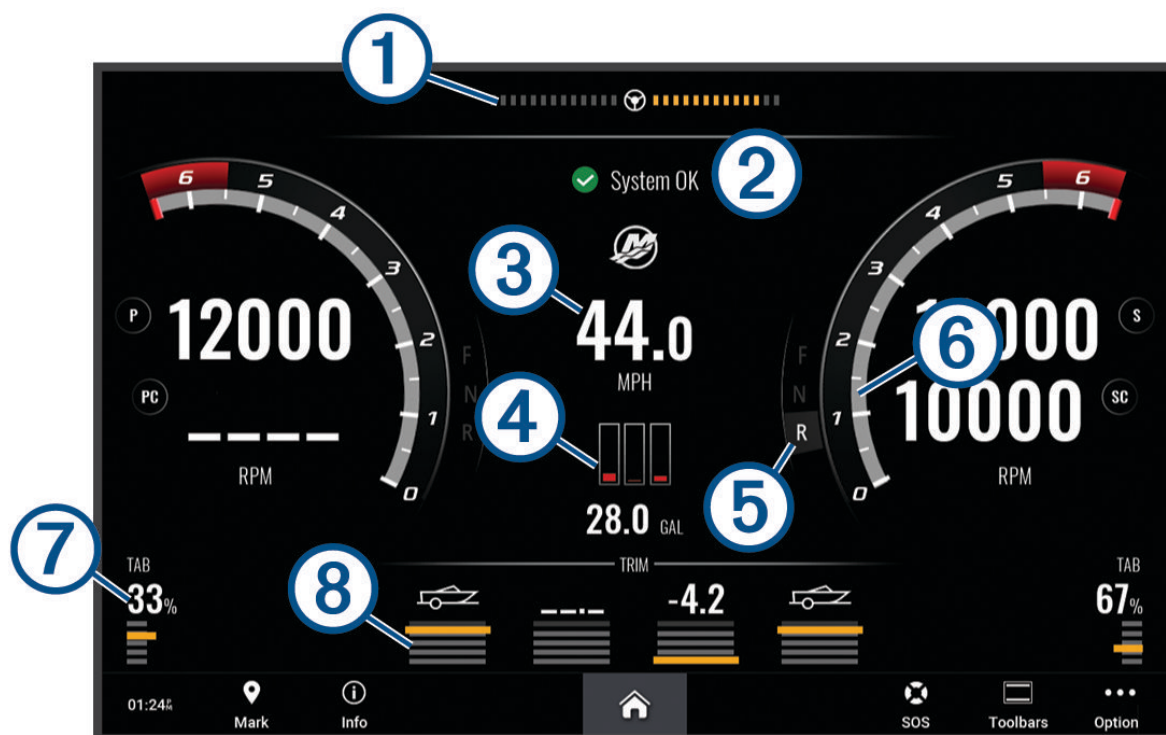 1
2
System OK
6 5 4 3 2 1 0
5 6 4 3 2 1 0
3
P
12000
44.0
MPH
S
6
000
PC
– – – –
RPM
F
N
R
F
N
R
4
5
10000
SC
RPM
28.0 GAL
7
TAB
33%
8
TRIM
--.-
-4.2
TAB
67%
01:24
Mark
Info
SOS
Toolbars
Option